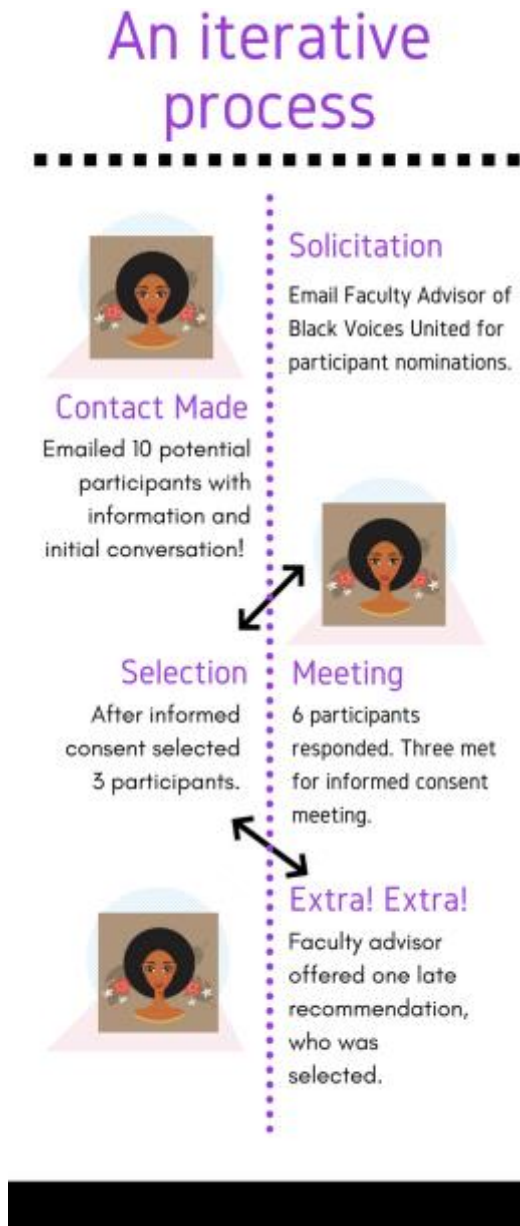 An iterative
process
Solicitation
Email Faculty Advisor of
Black Voices United for
participant nominations.
Contact Made
Emailed 10 potential
participants with
information and
initial conversation!
Meeting
6 participants
responded. Three met
for informed consent
meeting.
Selection
After informed
consent selected
3 participants.
Extra! Extra!
Faculty advisor
offered one late
recommendation,
who was
selected.